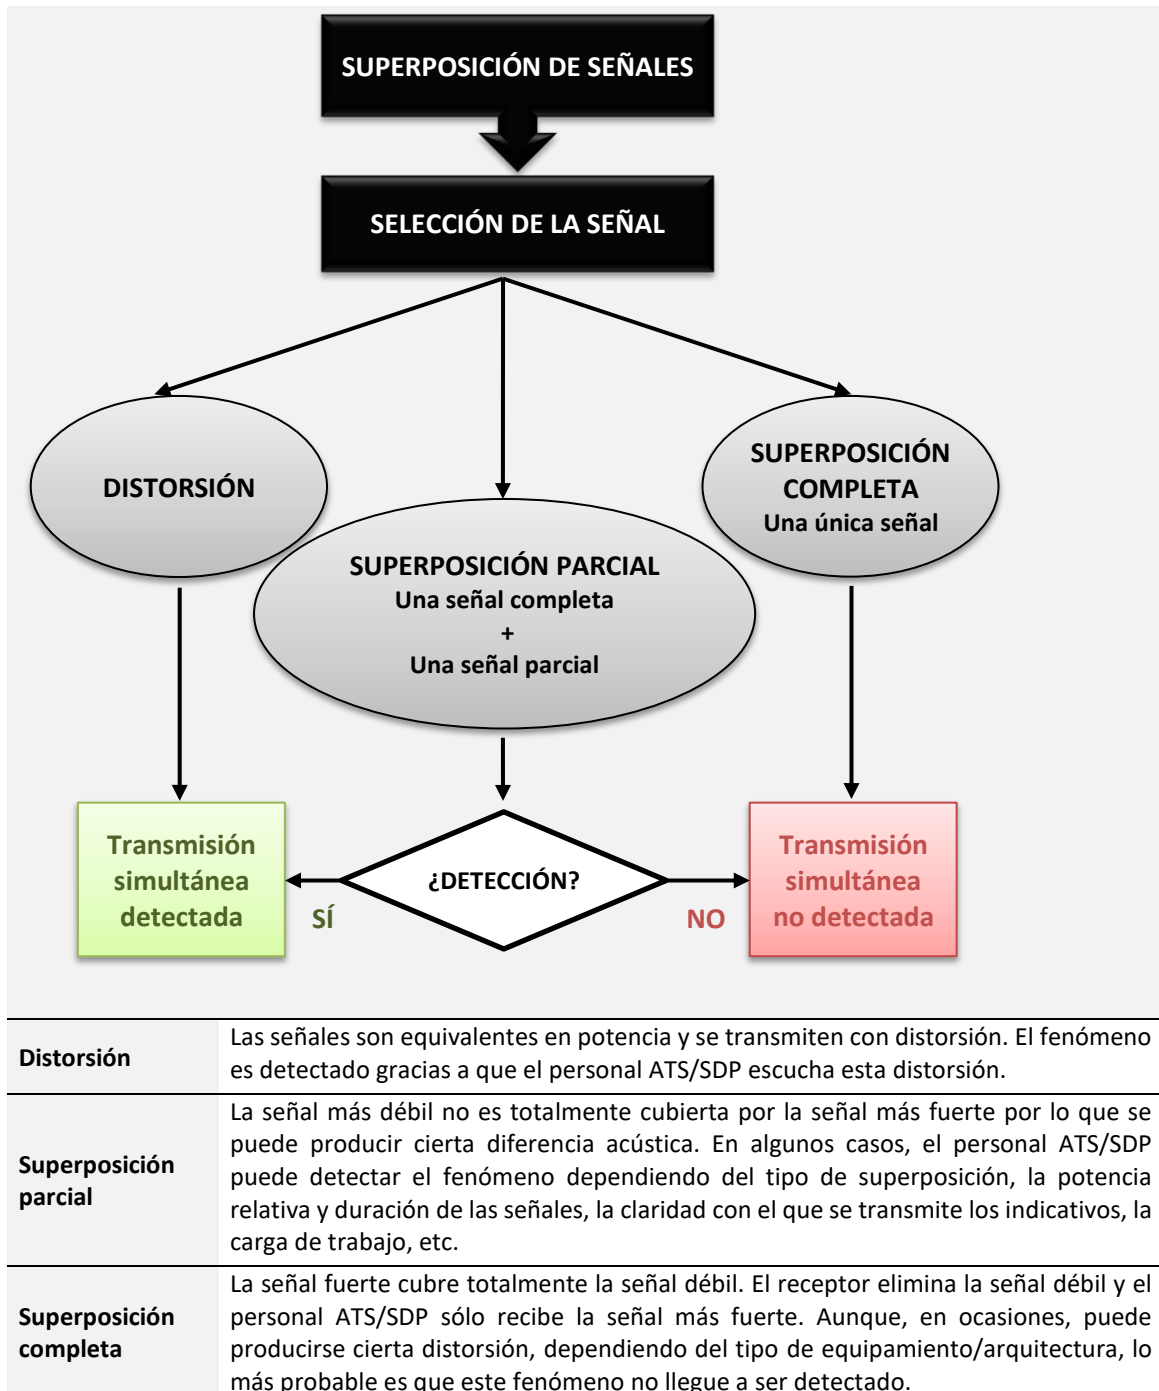 SUPERPOSICIÓN DE SEÑALES
SELECCIÓN DE LA SEÑAL
DISTORSIÓN
SUPERPOSICIÓN PARCIAL
Una señal completa
+
Una señal parcial
SUPERPOSICIÓN
COMPLETA
Una única señal
Transmisión
simultánea
detectada
SÍ
¿DETECCIÓN?
NO
Transmisión
simultánea
no detectada
Distorsión
Las señales son equivalentes en potencia y se transmiten con distorsión. El fenómeno
es detectado gracias a que el personal ATS/SDP escucha esta distorsión.
Superposición
parcial
La señal más débil no es totalmente cubierta por la señal más fuerte por lo que se
puede producir cierta diferencia acústica. En algunos casos, el personal ATS/SDP
puede detectar el fenómeno dependiendo del tipo de superposición, la potencia
relativa y duración de las señales, la claridad con el que se transmite los indicativos, la
carga de trabajo, etc.
Superposición
completa
La señal fuerte cubre totalmente la señal débil. El receptor elimina la señal débil y el
personal ATS/SDP sólo recibe la señal más fuerte. Aunque, en ocasiones, puede
producirse cierta distorsión, dependiendo del tipo de equipamiento/arquitectura, lo
más probable es que este fenómeno no llegue a ser detectado.